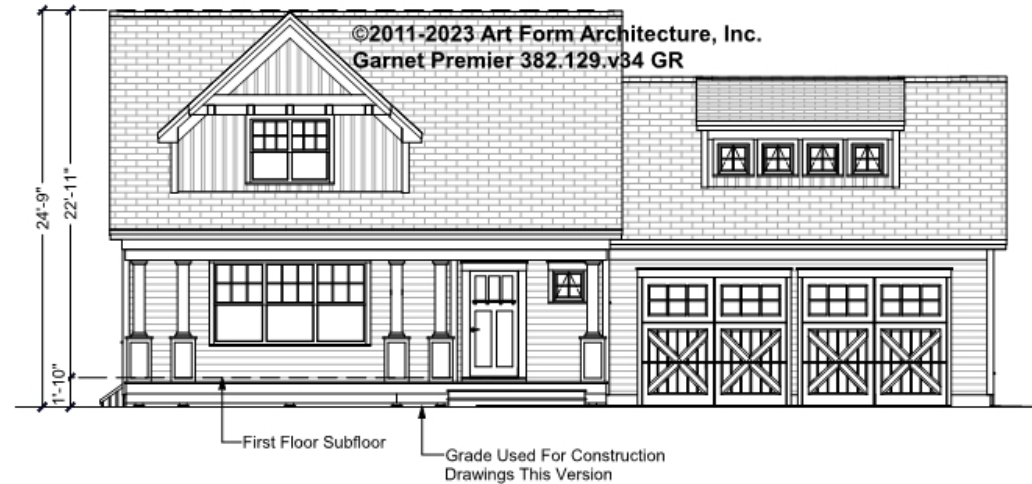 ©2011-2023 Art Form Architecture, Inc.
Garnet Premier 382.129.v34 GR
24'-9"
22'-11"
1'-10"
First Floor Subfloor
Grade Used For Construction
Drawings This Version